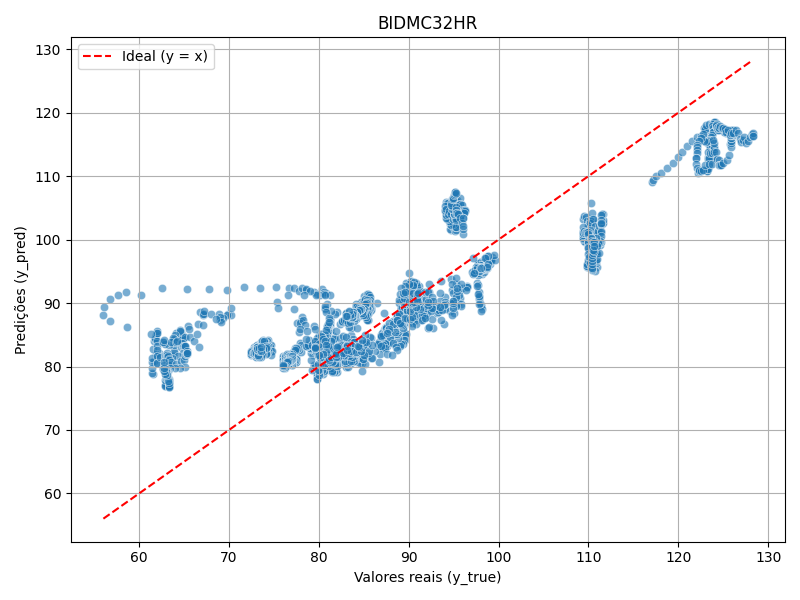 BIDMC32HR
Ideal (y = x)
130
120
110
100
90
80
70
60
Predições (y_pred)
60 70 80 90 100 110 120 130
Valores reais (y_true)